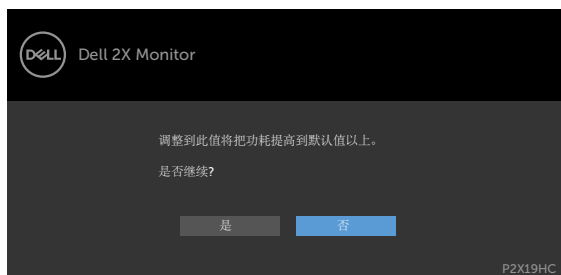 DELL
Dell 2X Monitor
调整到此值将把功耗提高到默认值以上。
是否继续?
是 否
P2X19HC